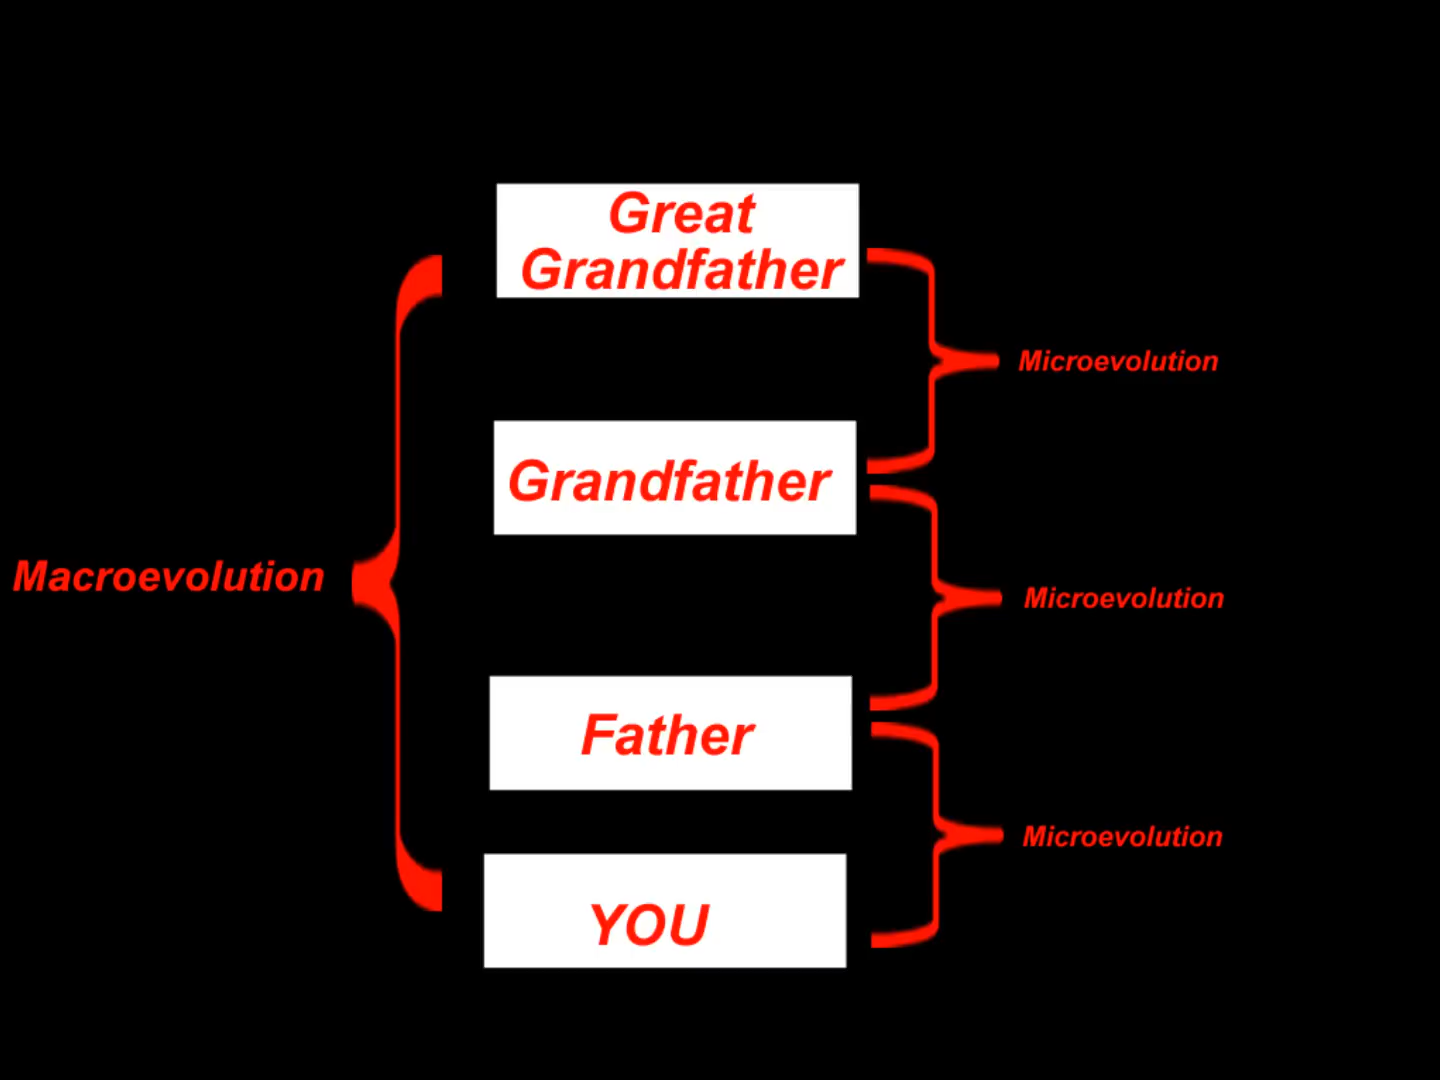 Great
Grandfather
Microevolution
Grandfather
Macroevolution
Microevolution
Father
Microevolution
YOU